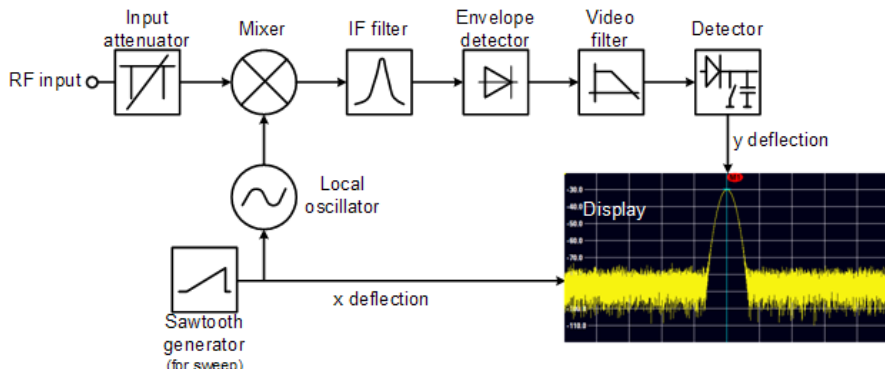 Input
attenuator
Mixer
IF filter
Envelope
detector
Video
filter
Detector
RF input
y deflection
Local
oscillator
Display
-30.0
-40.0
-50.0
-60.0
-70.0
-110.0
x deflection
Sawtooth
generator
(for sweep)